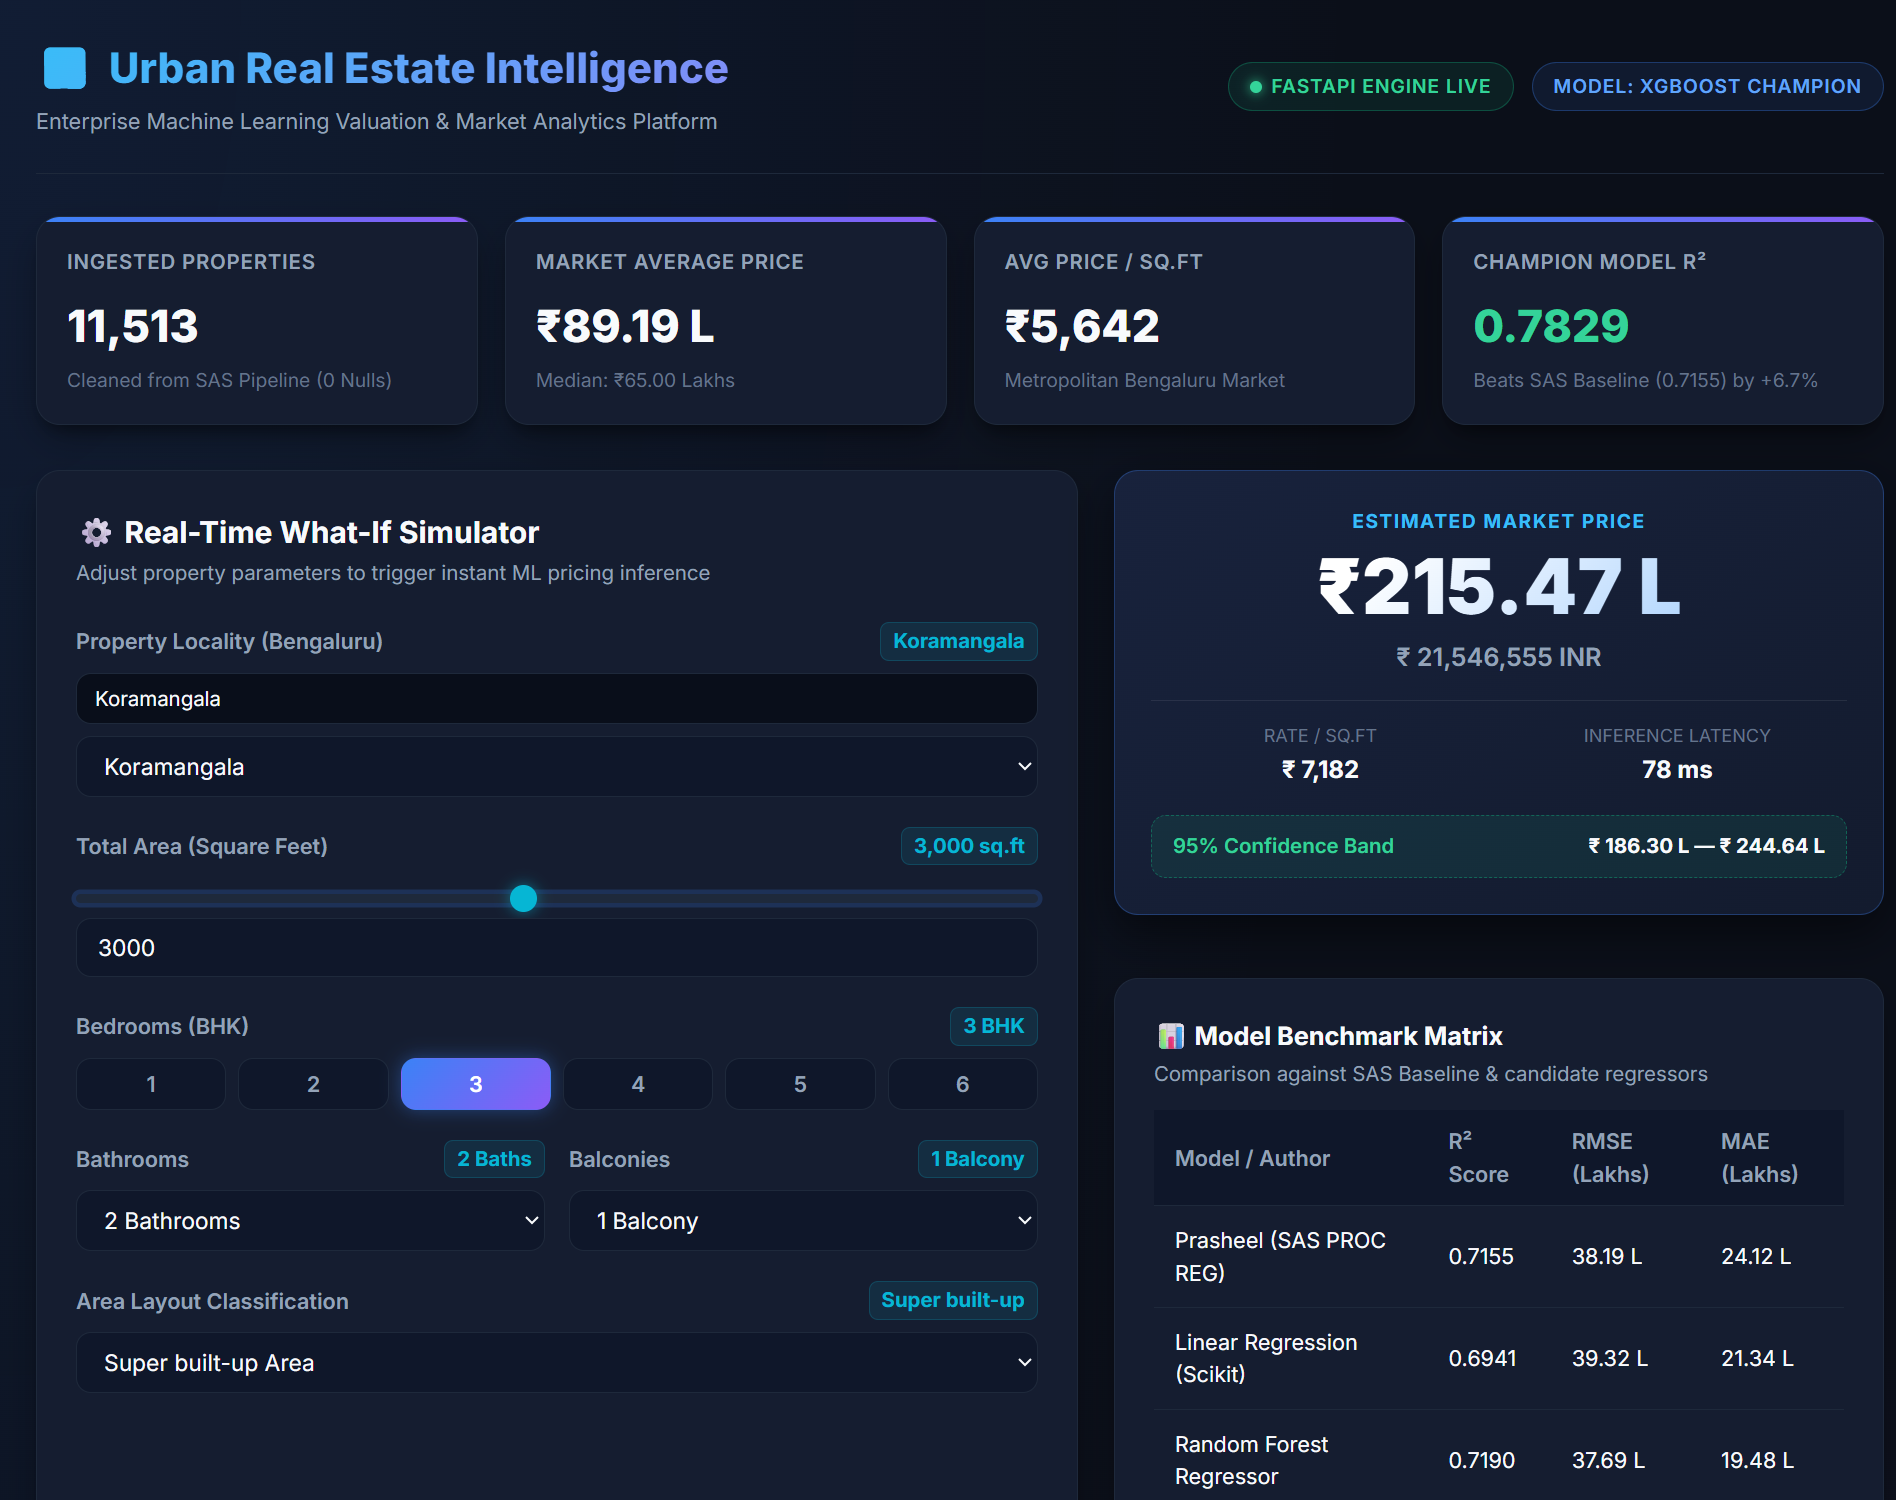 Urban Real Estate Intelligence
Enterprise Machine Learning Valuation & Market Analytics Platform
FASTAPI ENGINE LIVE
MODEL: XGBOOST CHAMPION
INGESTED PROPERTIES
11,513
Cleaned from SAS Pipeline (0 Nulls)
MARKET AVERAGE PRICE
₹89.19 L
Median: ₹65.00 Lakhs
AVG PRICE / SQ.FT
₹5,642
Metropolitan Bengaluru Market
CHAMPION MODEL R²
0.7829
Beats SAS Baseline (0.7155) by +6.7%
Real-Time What-If Simulator
Adjust property parameters to trigger instant ML pricing inference
Property Locality (Bengaluru)
Koramangala
Koramangala
Koramangala
Total Area (Square Feet)
3,000 sq.ft
3000
Bedrooms (BHK)
3 BHK
1 2 3 4 5 6
Bathrooms
2 Baths
2 Bathrooms
Balconies
1 Balcony
1 Balcony
Area Layout Classification
Super built-up
Super built-up Area
ESTIMATED MARKET PRICE
₹215.47 L
₹ 21,546,555 INR
RATE / SQ.FT
₹ 7,182
INFERENCE LATENCY
78 ms
95% Confidence Band
₹ 186.30 L — ₹ 244.64 L
Model Benchmark Matrix
Comparison against SAS Baseline & candidate regressors
Model / Author
R² Score
RMSE (Lakhs)
MAE (Lakhs)
Prasheel (SAS PROC REG)
0.7155
38.19 L
24.12 L
Linear Regression (Scikit)
0.6941
39.32 L
21.34 L
Random Forest Regressor
0.7190
37.69 L
19.48 L